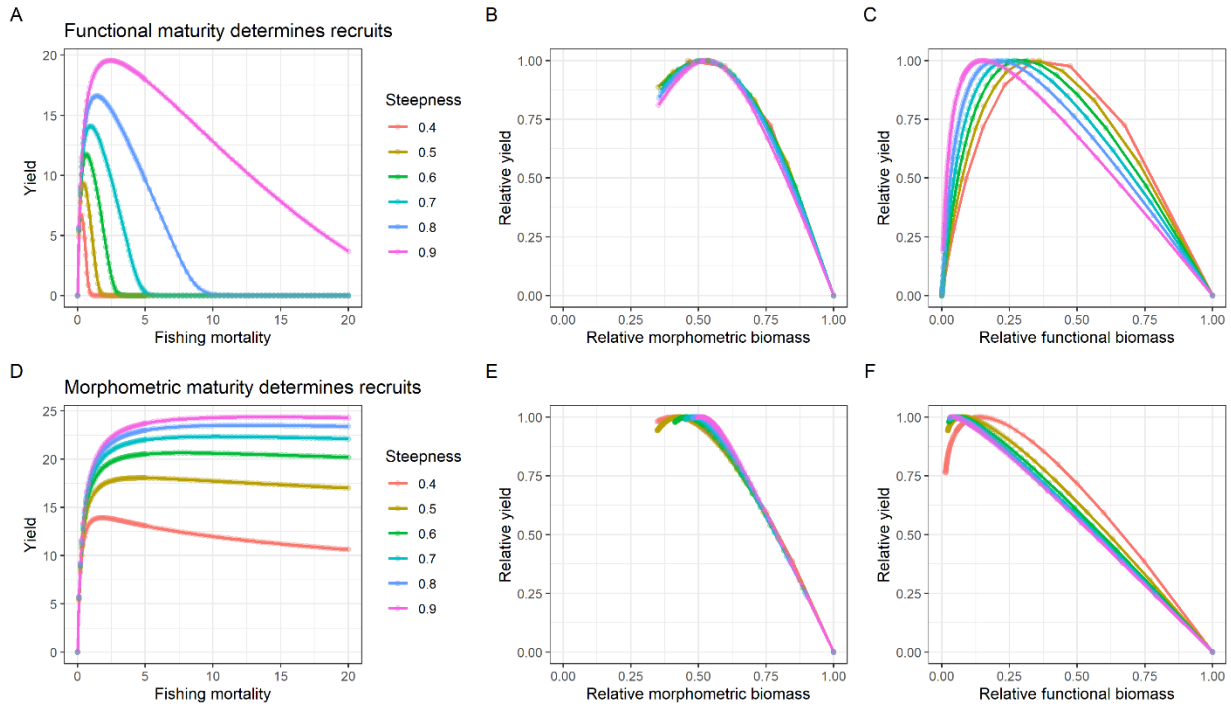 A
Functional maturity determines recruits
20
15
10
5
0
Yield
0 5 10 15 20
Fishing mortality
Steepness
0.4
0.5
0.6
0.7
0.8
0.9
B
1.00
0.75
0.50
0.25
0.00
Relative yield
0.00 0.25 0.50 0.75 1.00
Relative morphometric biomass
C
1.00
0.75
0.50
0.25
0.00
Relative yield
0.00 0.25 0.50 0.75 1.00
Relative functional biomass
D
Morphometric maturity determines recruits
25
20
15
10
5
0
Yield
0 5 10 15 20
Fishing mortality
Steepness
0.4
0.5
0.6
0.7
0.8
0.9
E
1.00
0.75
0.50
0.25
0.00
Relative yield
0.00 0.25 0.50 0.75 1.00
Relative morphometric biomass
F
1.00
0.75
0.50
0.25
0.00
Relative yield
0.00 0.25 0.50 0.75 1.00
Relative functional biomass